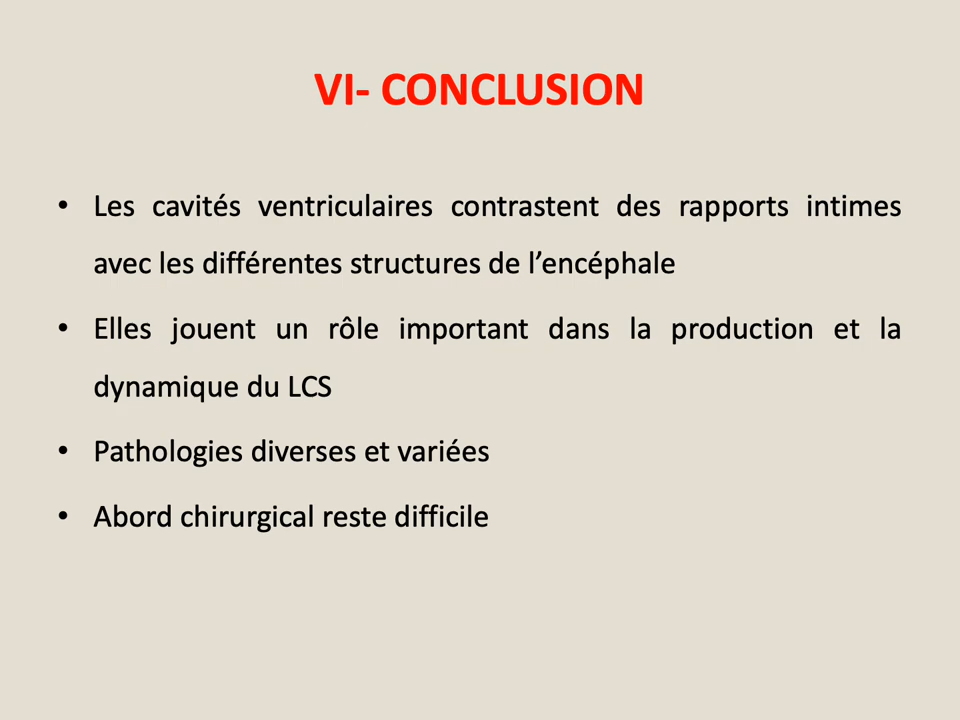 VI- CONCLUSION
• Les cavités ventriculaires contrastent des rapports intimes
avec les différentes structures de l’encéphale
• Elles jouent un rôle important dans la production et la
dynamique du LCS
• Pathologies diverses et variées
• Abord chirurgical reste difficile